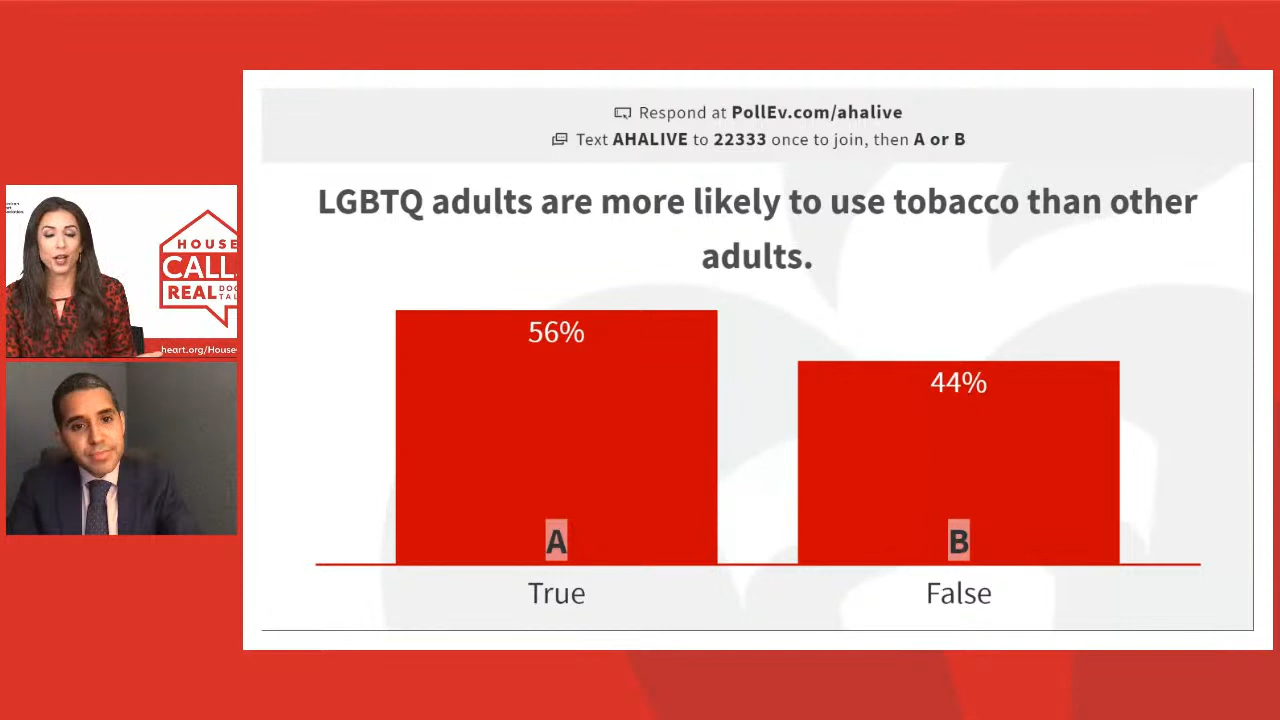 Respond at PollEv.com/ahalive
Text AHALIVE to 22333 once to join, then A or B
LGBTQ adults are more likely to use tobacco than other
adults.
56%
44%
A
B
True
False
HOUSE
CALL
REAL
heart.org/House